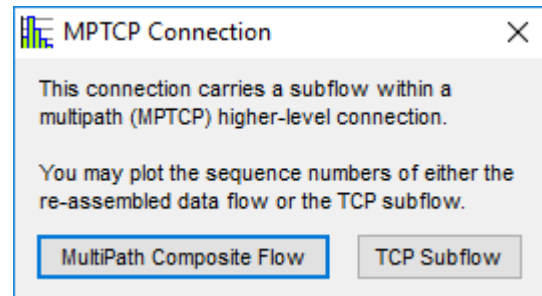 MPTCP Connection
This connection carries a subflow within a
multipath (MPTCP) higher-level connection.
You may plot the sequence numbers of either the
re-assembled data flow or the TCP subflow.
MultiPath Composite Flow
TCP Subflow